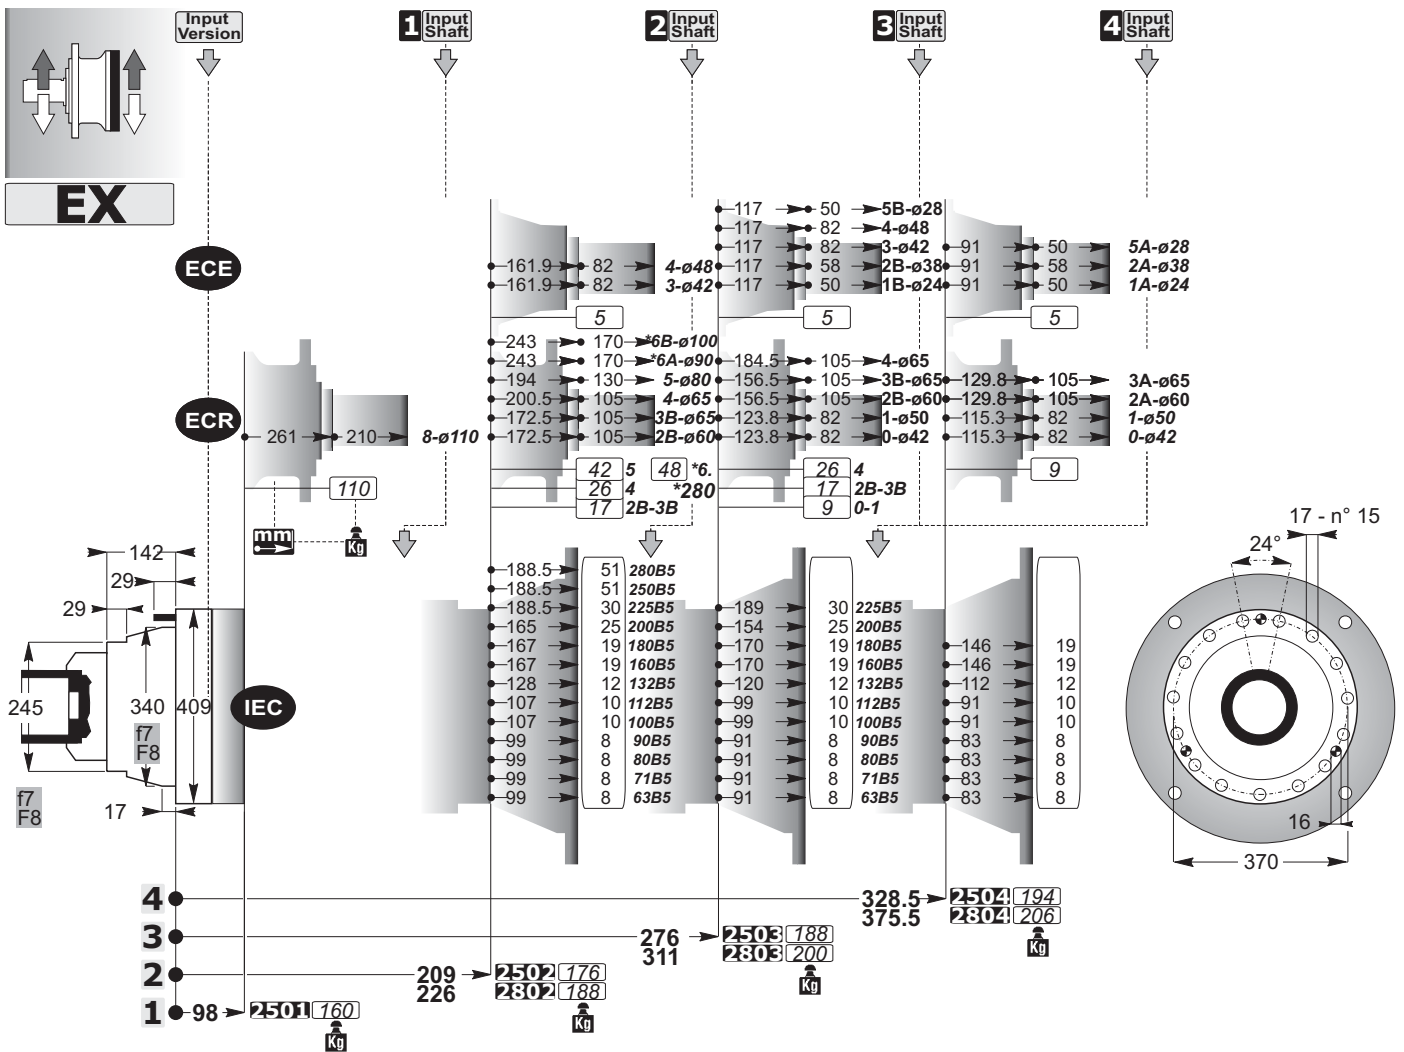 Input Version
1 Input Shaft
2 Input Shaft
3 Input Shaft
4 Input Shaft
EX
ECE
117 50 5B-ø28
117 82 4-ø48
117 82 3-ø42 91 50 5A-ø28
161.9 82 4-ø48 117 58 2B-ø38 91 58 2A-ø38
161.9 82 3-ø42 117 50 1B-ø24 91 50 1A-ø24
5 5 5
243 170 *6B-ø100
243 170 *6A-ø90 184.5 105 4-ø65
194 130 5-ø80 156.5 105 3B-ø65 129.8 105 3A-ø65
ECR
200.5 105 4-ø65 156.5 105 2B-ø60 129.8 105 2A-ø60
172.5 105 3B-ø65 123.8 82 1-ø50 115.3 82 1-ø50
261 210 8-ø110 172.5 105 2B-ø60 123.8 82 0-ø42 115.3 82 0-ø42
42 5 48 *6. 26 4 9
110 26 4 *280 17 2B-3B
17 2B-3B 9 0-1
mm Kg
17 - n° 15
24°
142
29
29
245
340
409
f7
F8
f7
F8
17
IEC
188.5 51 280B5
188.5 51 250B5
188.5 30 225B5 189 30 225B5
165 25 200B5 154 25 200B5
167 19 180B5 170 19 180B5 146 19
167 19 160B5 170 19 160B5 146 19
128 12 132B5 120 12 132B5 112 12
107 10 112B5 99 10 112B5 91 10
107 10 100B5 99 10 100B5 91 10
99 8 90B5 91 8 90B5 83 8
99 8 80B5 91 8 80B5 83 8
99 8 71B5 91 8 71B5 83 8
99 8 63B5 91 8 63B5 83 8
16
370
4 328.5 2504 194
375.5 2804 206
Kg
3 276 2503 188
311 2803 200
Kg
2 209 2502 176
226 2802 188
Kg
1 98 2501 160
Kg